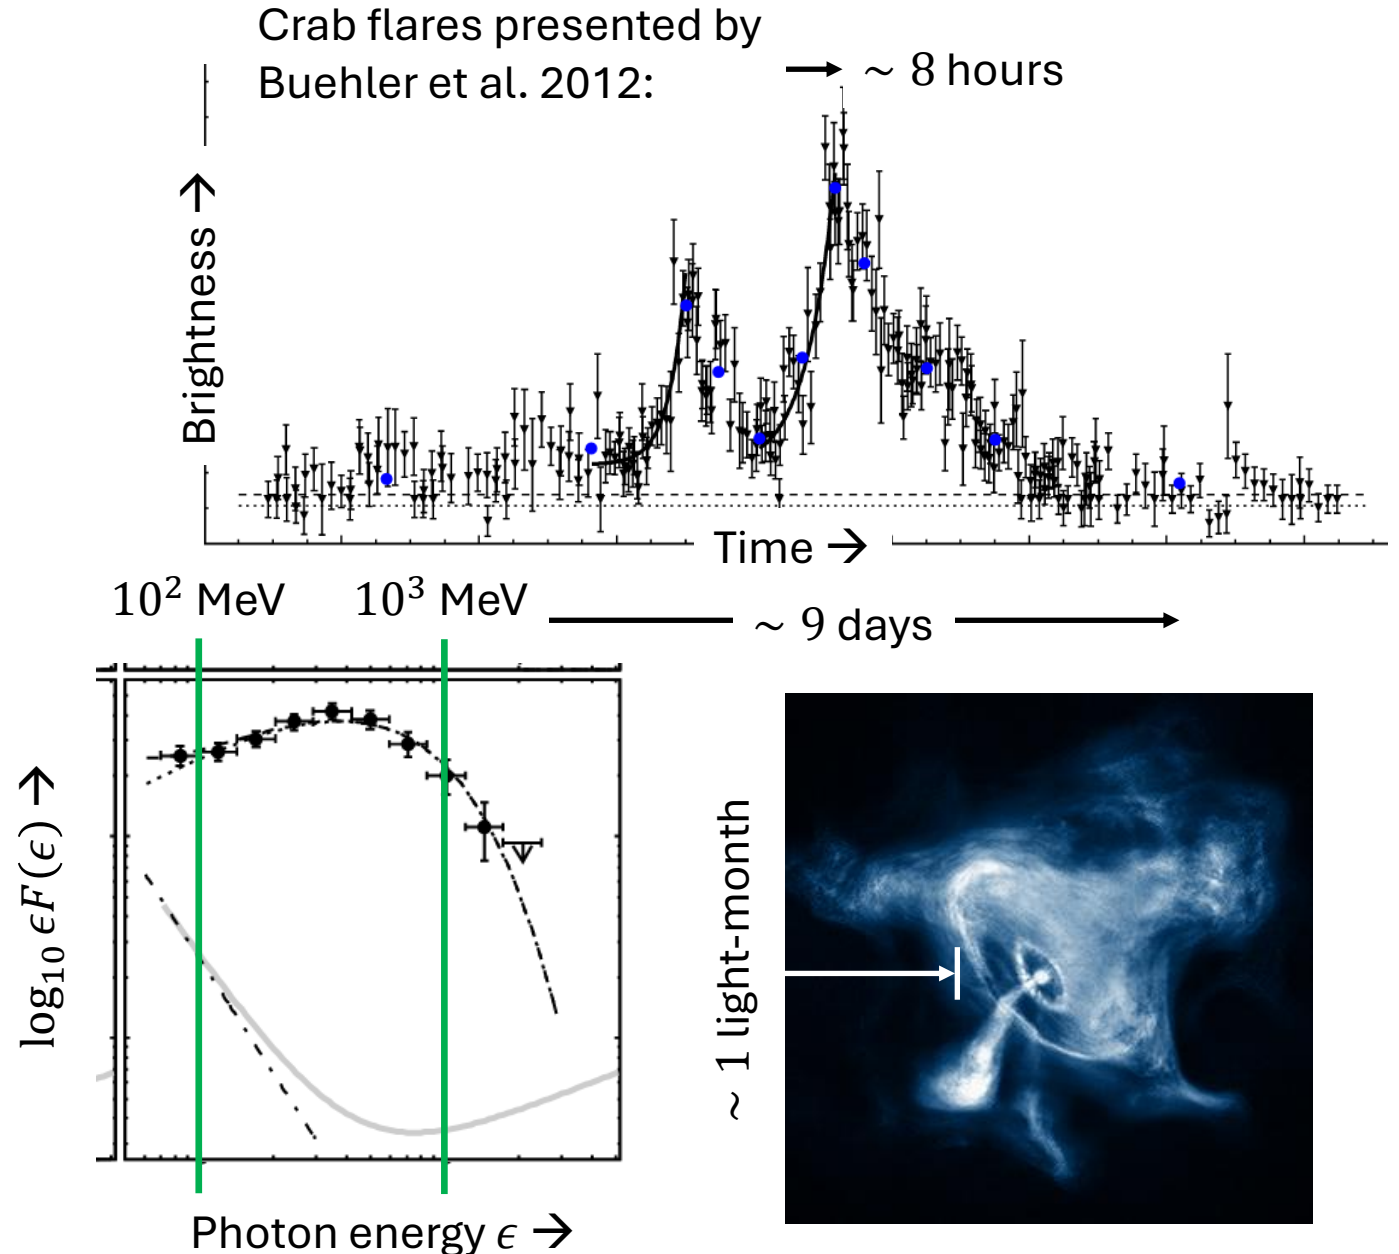 Crab flares presented by
Buehler et al. 2012:
→ ~ 8 hours
Brightness →
Time →
10² MeV
10³ MeV
~ 9 days →
log₁₀ ϵF(ϵ) →
Photon energy ϵ →
~ 1 light-month